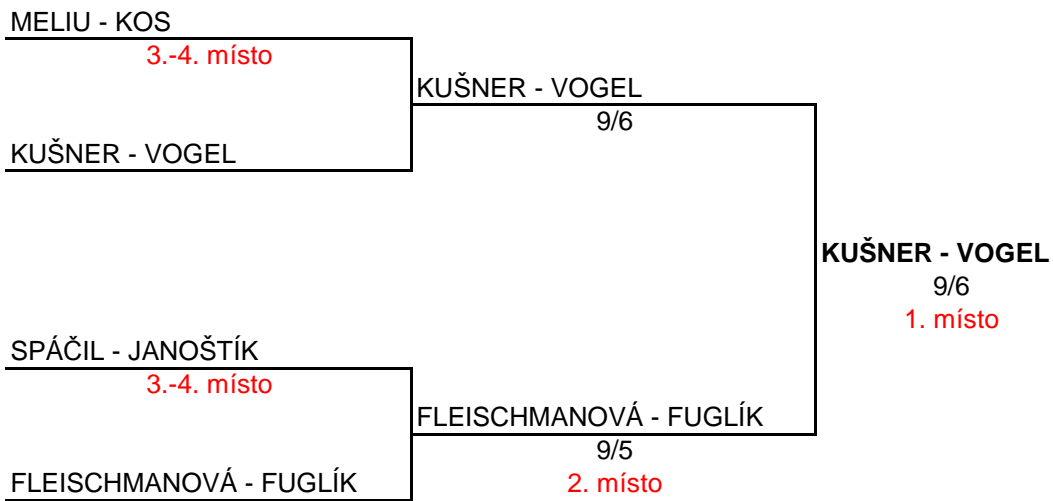 MELIU - KOS
3.-4. místo
KUŠNER - VOGEL
9/6
KUŠNER - VOGEL
KUŠNER - VOGEL
9/6
1. místo
SPÁČIL - JANOŠTÍK
3.-4. místo
FLEISCHMANOVÁ - FUGLÍK
9/5
FLEISCHMANOVÁ - FUGLÍK
2. místo